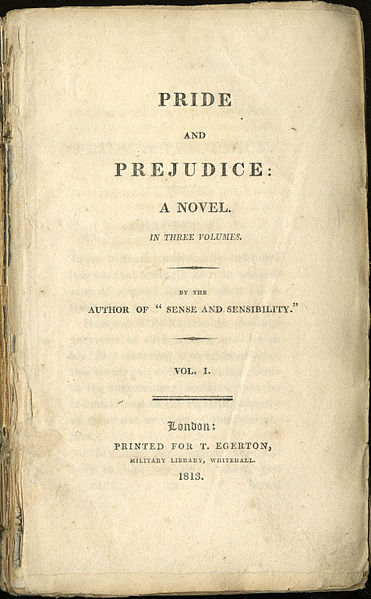 PRIDE
AND
PREJUDICE:
A NOVEL.
IN THREE VOLUMES.
BY THE
AUTHOR OF “ SENSE AND SENSIBILITY.”
VOL. I.
London:
PRINTED FOR T. EGERTON,
MILITARY LIBRARY, WHITEHALL.
1813.